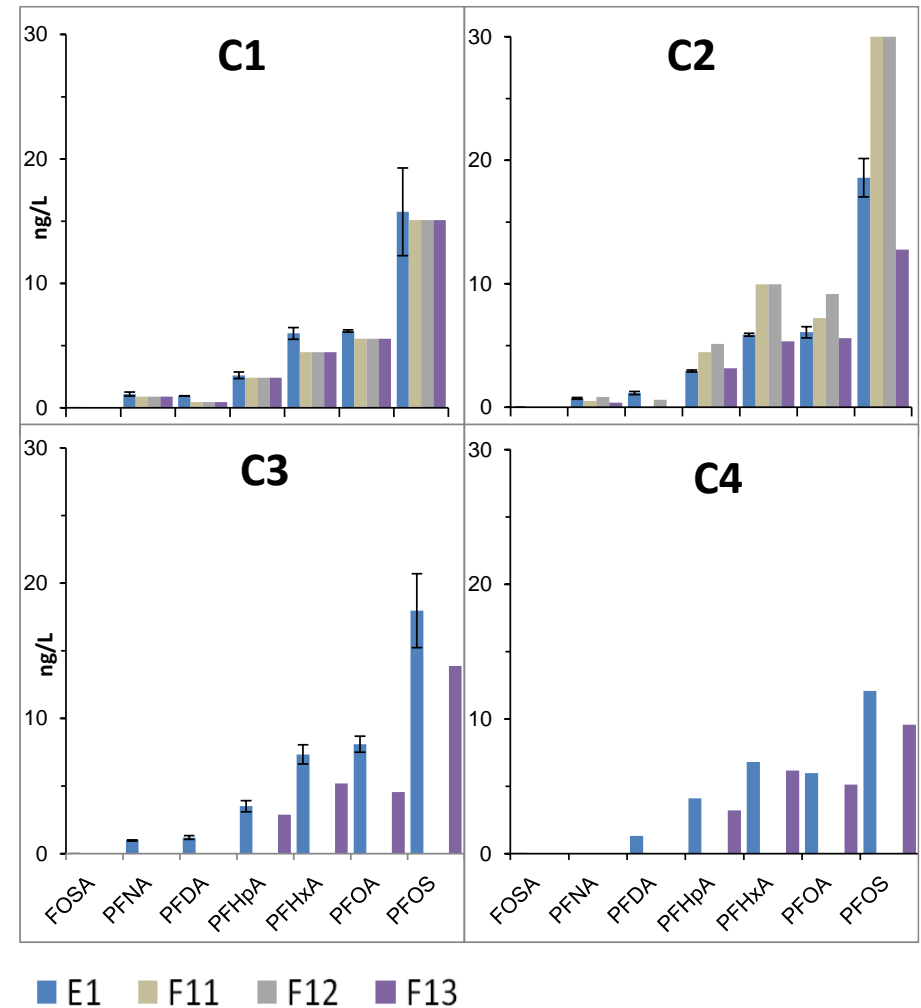 C1
30
20
10
0
ng/L
C2
30
20
10
0
C3
30
20
10
0
ng/L
FOSA
PFNA
PFDA
PFHpA
PFHxA
PFOA
PFOS
C4
30
20
10
0
FOSA
PFNA
PFDA
PFHpA
PFHxA
PFOA
PFOS
E1 F11 F12 F13